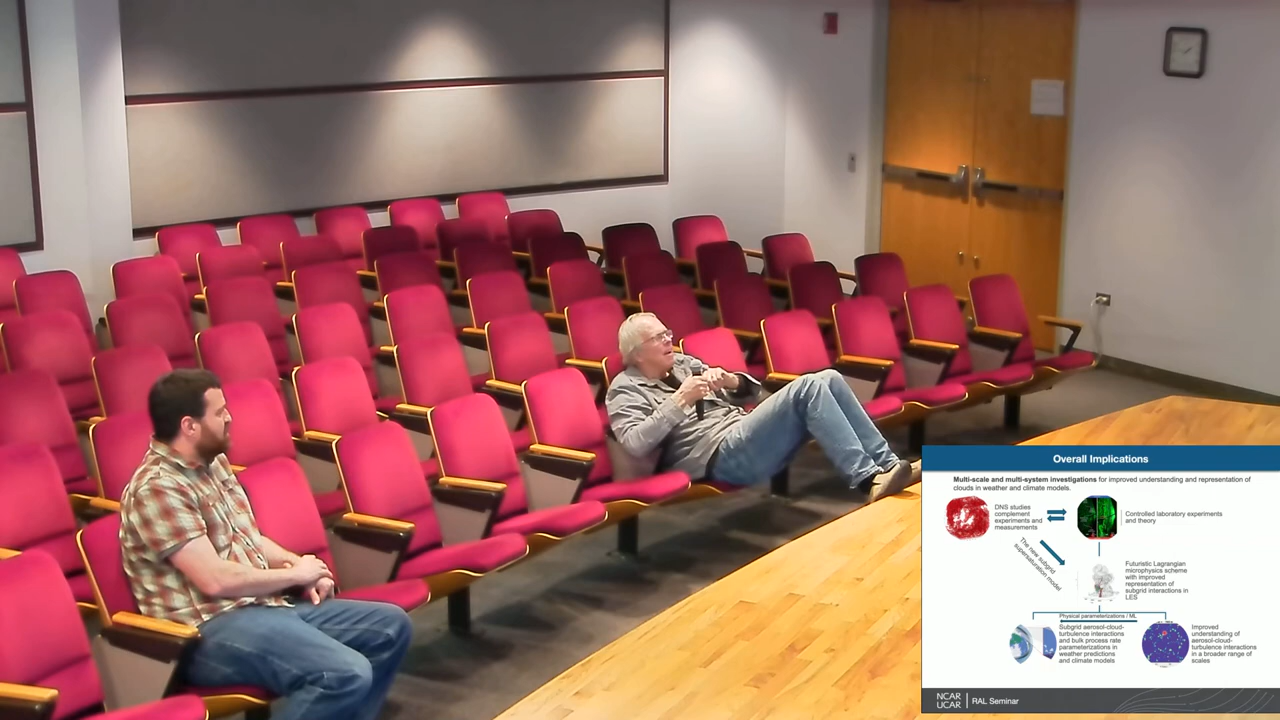 Overall Implications
Multi-scale and multi-system investigations for improved understanding and representation of
clouds in weather and climate models.
DNS studies
complement
experiments and
measurements
Controlled laboratory experiments
and theory
The new subgrid
supersaturation model
Futuristic Lagrangian
microphysics scheme
with improved
representation of
subgrid interactions in
LES
Physical parameterizations / ML
Subgrid aerosol-cloud-
turbulence interactions
and bulk process rate
parameterizations in
weather predictions
and climate models
Improved
understanding of
aerosol-cloud-
turbulence interactions
in a broader range of
scales
NCAR
UCAR
RAL Seminar